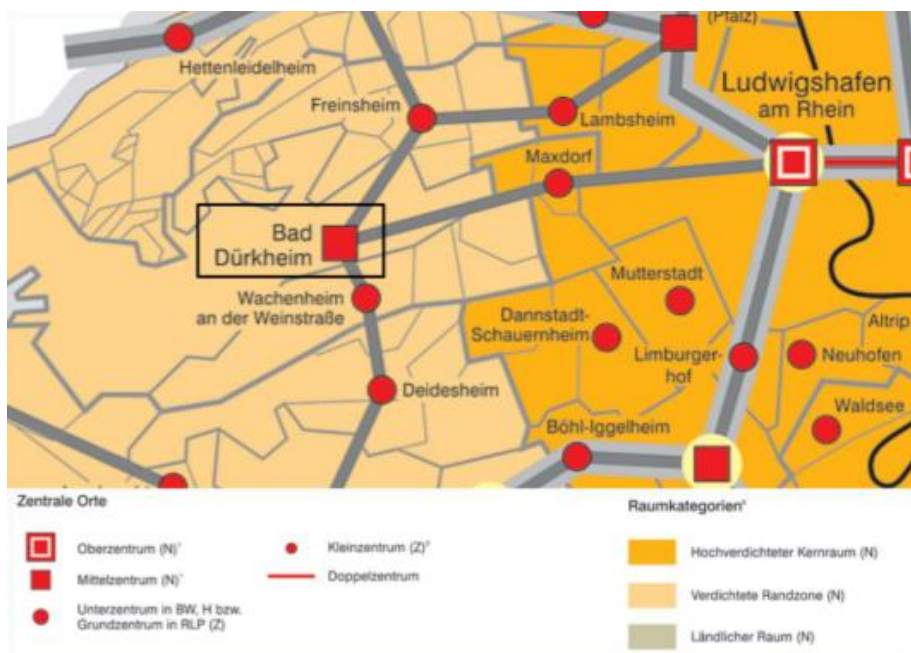 (Pfalz)
Hettenleidelheim
Ludwigshafen
am Rhein
Freinsheim
Lambsheim
Maxdorf
Bad
Dürkheim
Mutterstadt
Wachenheim
an der Weinstraße
Dannstadt-
Schauernheim
Altrip
Limburger-
hof
Neuhofen
Deidesheim
Waldsee
Böhl-Iggelheim
Zentrale Orte
Oberzentrum (N)
Mittelzentrum (N)
Unterzentrum in BW, H bzw.
Grundzentrum in RLP (Z)
Kleinzentrum (Z)
Doppelzentrum
Raumkategorien
Hochverdichteter Kernraum (N)
Verdichtete Randzone (N)
Ländlicher Raum (N)